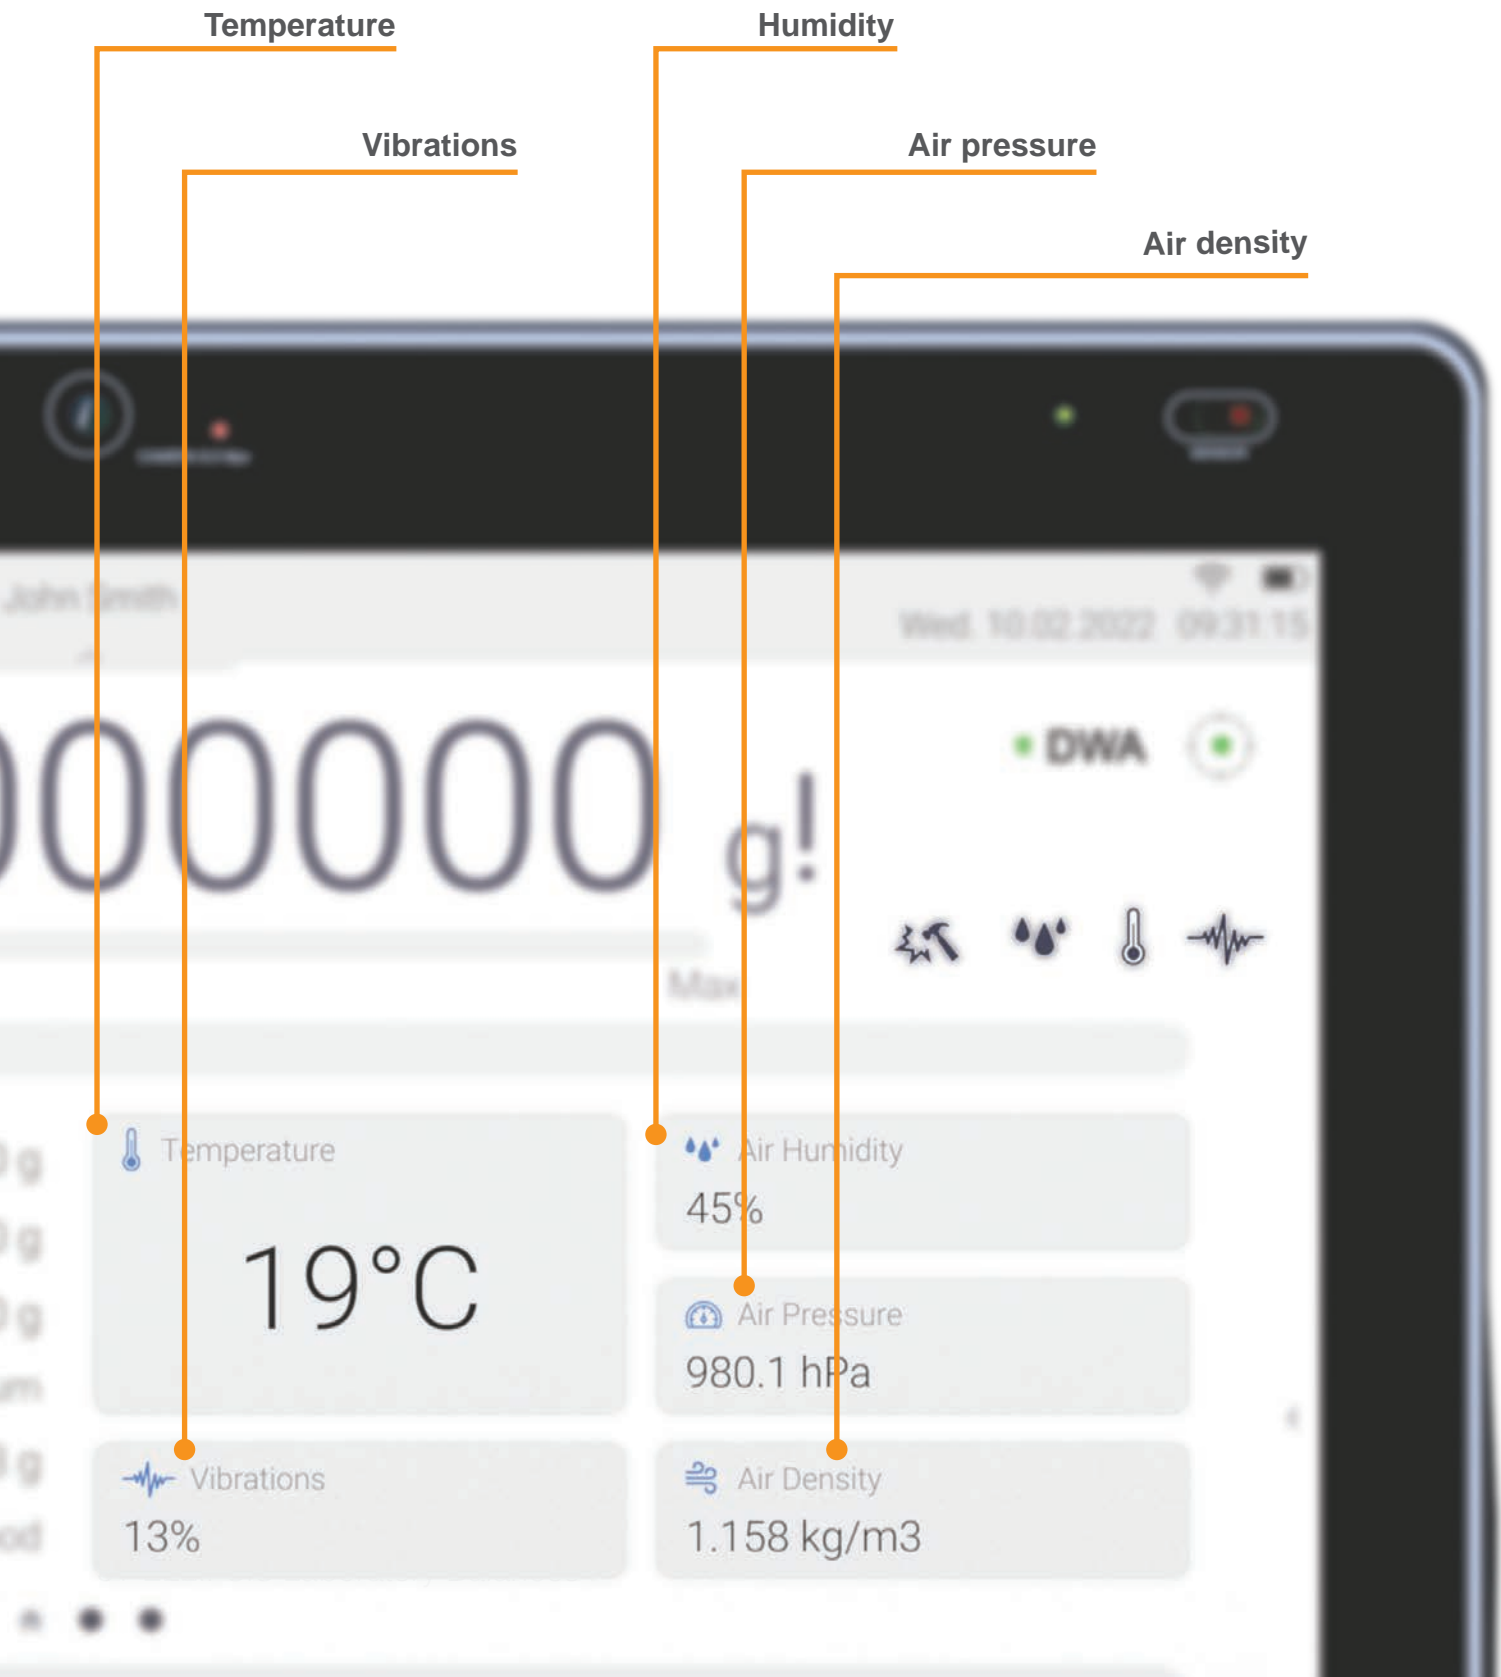 Temperature
Humidity
Vibrations
Air pressure
Air density
John Smith
Wed. 10.02.2022 09:31:15
000000 g!
DWA
Max
Temperature
19°C
Air Humidity
45%
Air Pressure
980.1 hPa
Vibrations
13%
Air Density
1.158 kg/m3
g
g
g
g
SENSOR